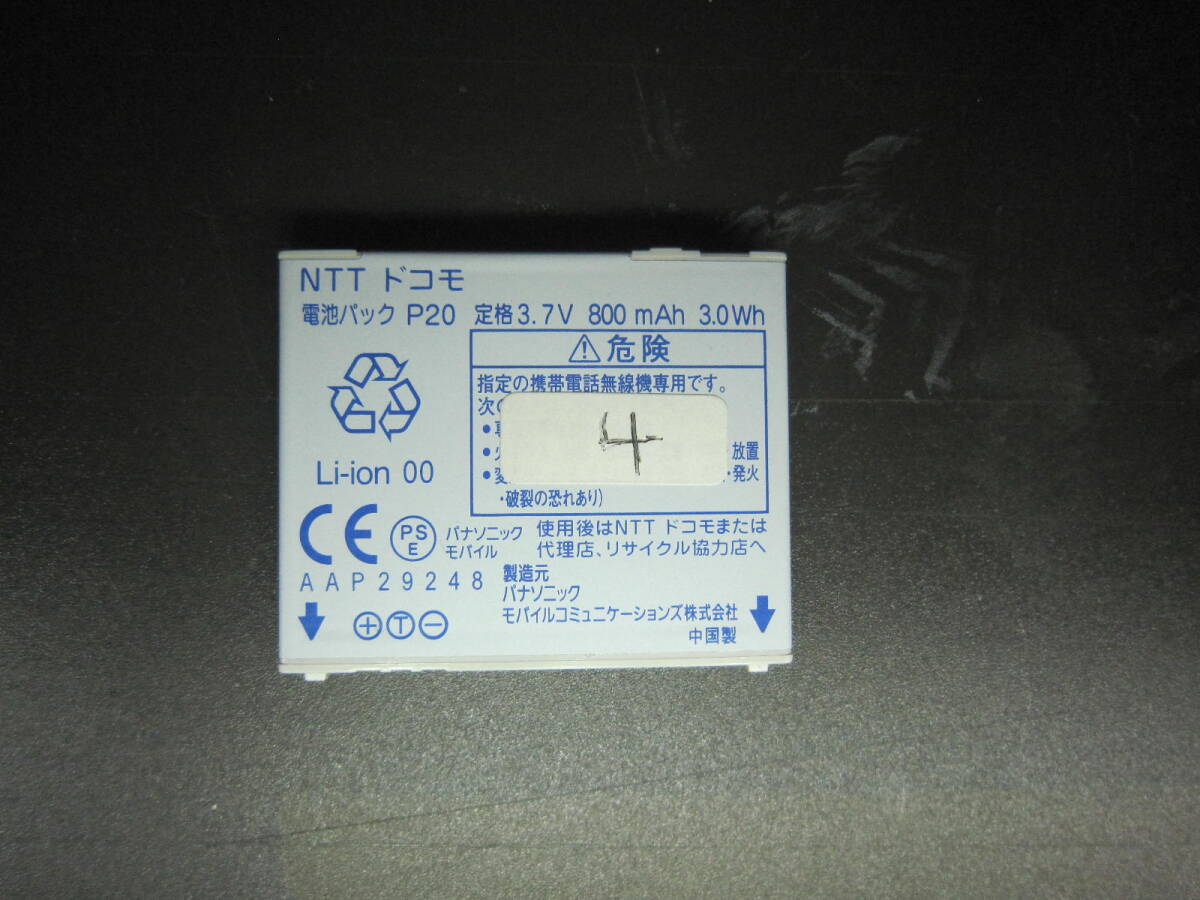 NTT ドコモ
電池パック P20 定格3.7V 800 mAh 3.0Wh
⚠危険
指定の携帯電話無線機専用です。
次の
4
放置
・発火
・破裂の恐れあり)
Li-ion 00
CE
PS
E
パナソニック
モバイル
使用後はNTT ドコモまたは
代理店、リサイクル協力店へ
AAP29248
製造元
パナソニック
モバイルコミュニケーションズ株式会社
中国製
+ T −